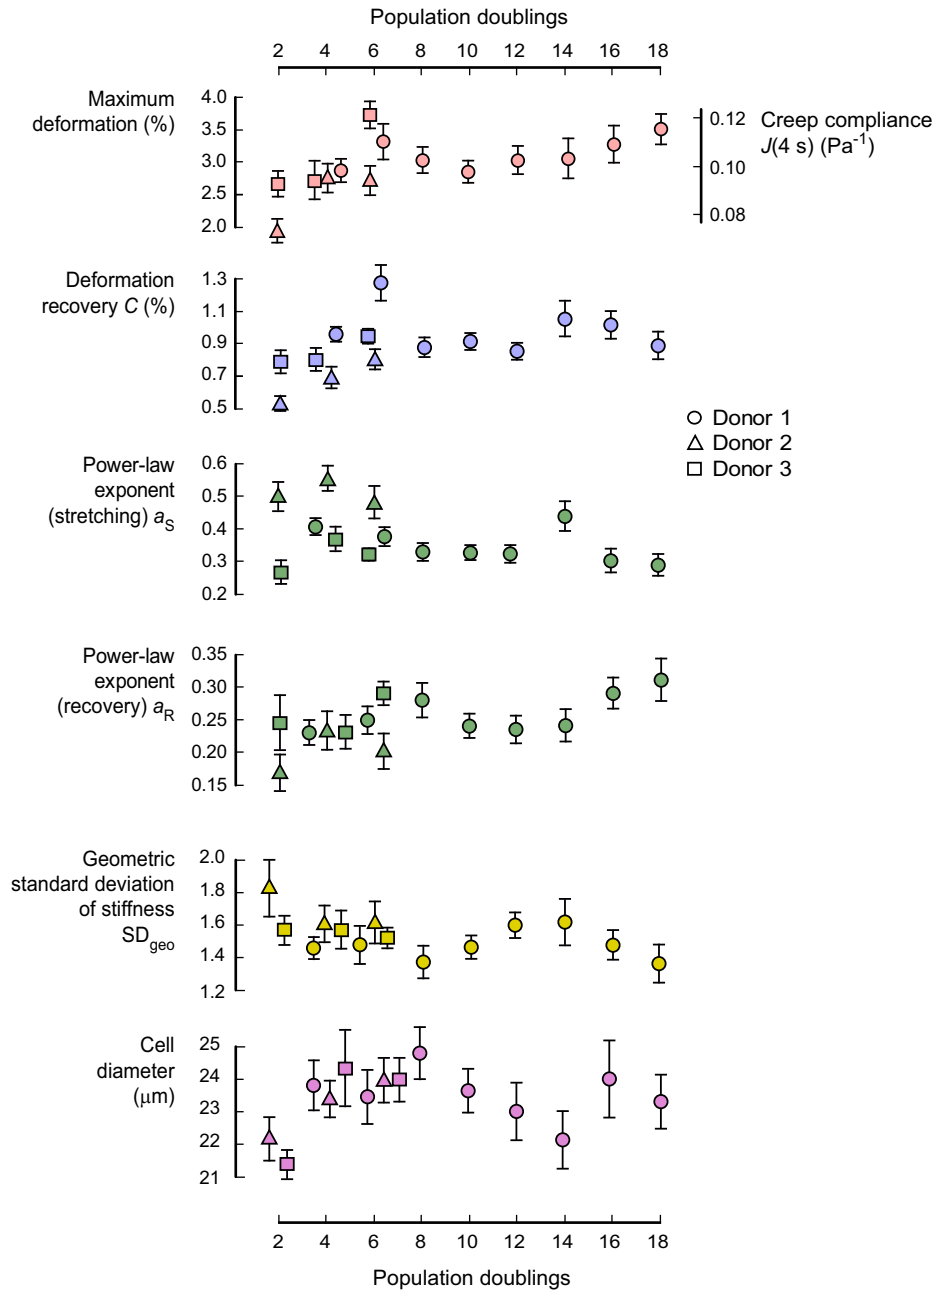 Population doublings
2 4 6 8 10 12 14 16 18
Maximum
deformation (%)
4.0
3.5
3.0
2.5
2.0
0.12
0.10
0.08
Creep compliance
J(4 s) (Pa-1)
Deformation
recovery C (%)
1.3
1.1
0.9
0.7
0.5
Donor 1
Donor 2
Donor 3
Power-law
exponent
(stretching) aS
0.6
0.5
0.4
0.3
0.2
Power-law
exponent
(recovery) aR
0.35
0.30
0.25
0.20
0.15
Geometric
standard deviation
of stiffness
SDgeo
2.0
1.8
1.6
1.4
1.2
Cell
diameter
(μm)
25
24
23
22
21
2 4 6 8 10 12 14 16 18
Population doublings